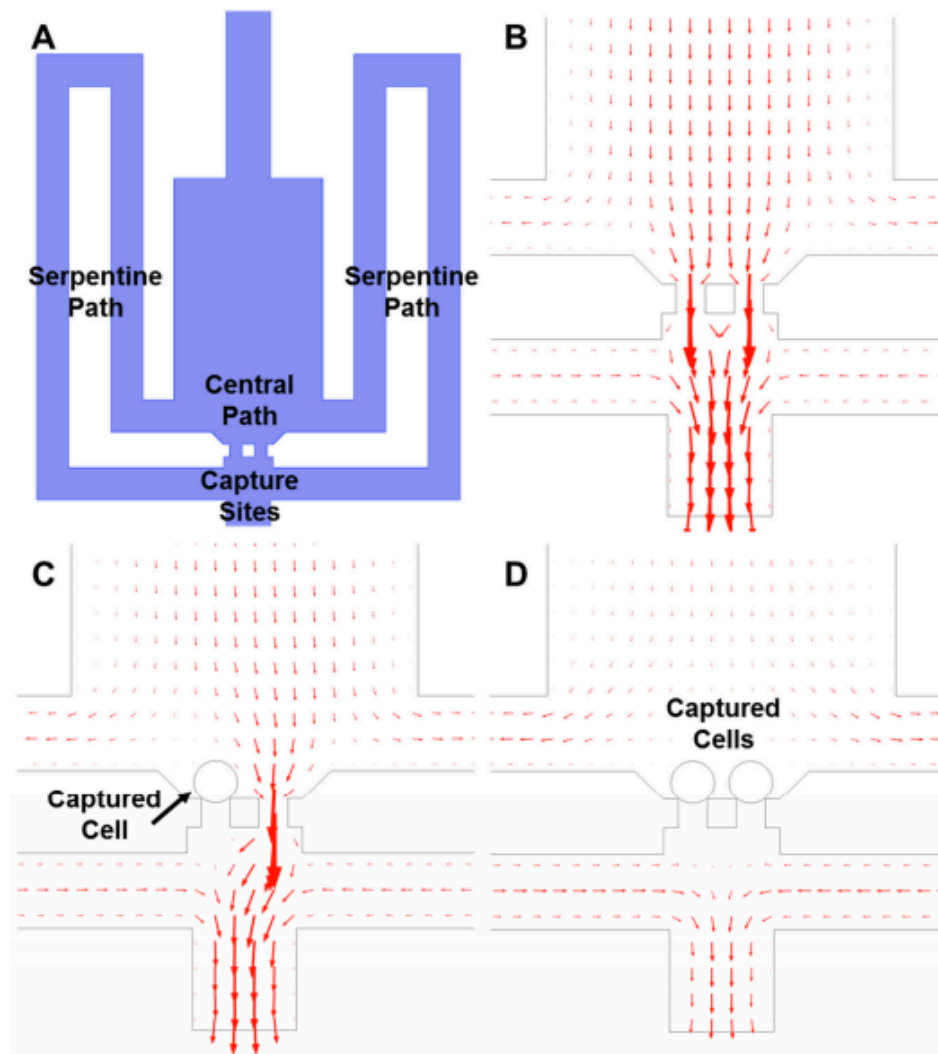 A
Serpentine
Path
Serpentine
Path
Central
Path
Capture
Sites
B
C
Captured
Cell
D
Captured
Cells